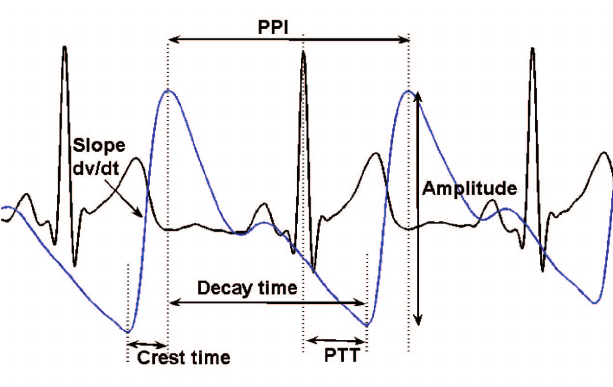 PPI
Slope
dv/dt
Amplitude
Decay time
Crest time
PTT